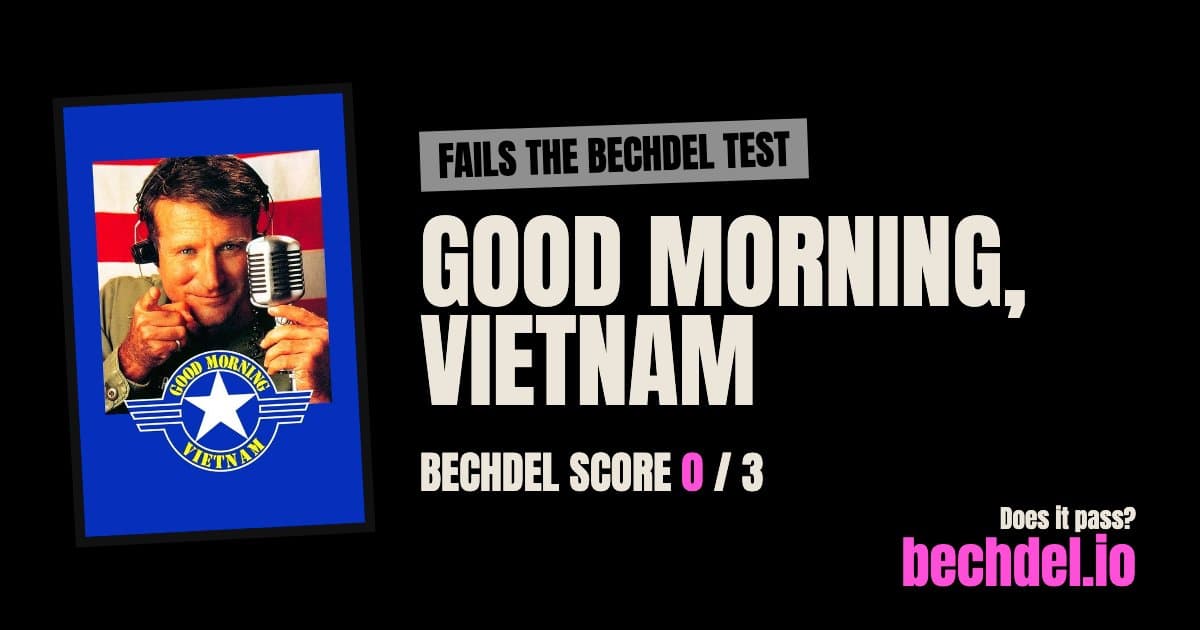 FAILS THE BECHDEL TEST
GOOD MORNING,
VIETNAM
BECHDEL SCORE 0 / 3
GOOD MORNING
VIETNAM
Does it pass?
bechdel.io